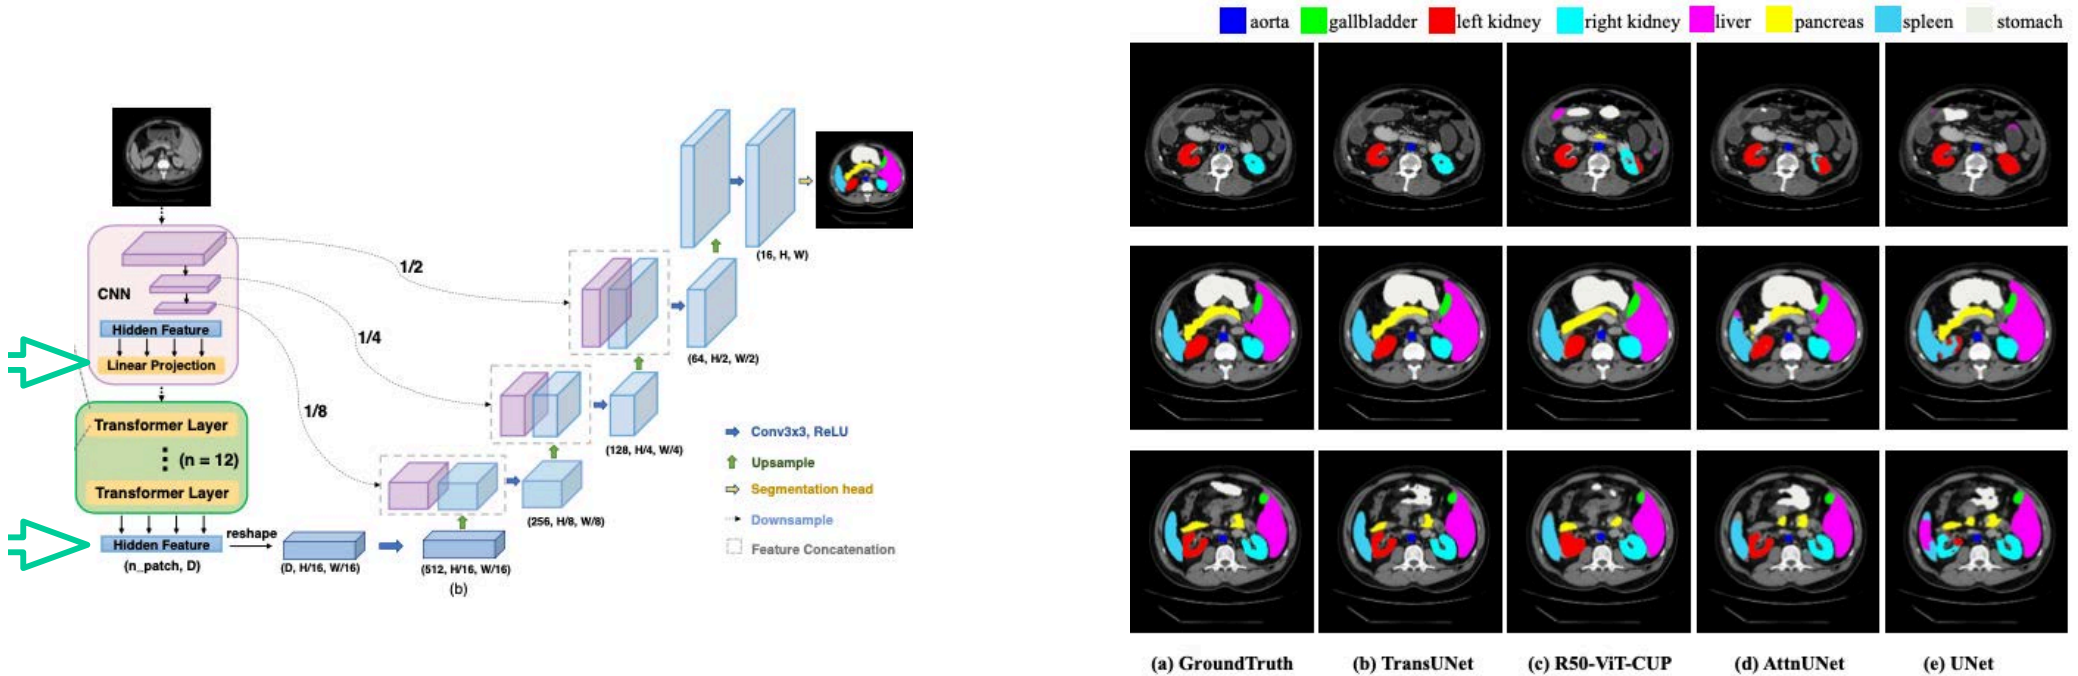 CNN
Hidden Feature
Linear Projection
Transformer Layer
(n = 12)
Transformer Layer
Hidden Feature
(n_patch, D)
reshape
(D, H/16, W/16)
(512, H/16, W/16)
(b)
1/2
1/4
1/8
(256, H/8, W/8)
(128, H/4, W/4)
(64, H/2, W/2)
(16, H, W)
Conv3x3, ReLU
Upsample
Segmentation head
Downsample
Feature Concatenation
aorta gallbladder left kidney right kidney liver pancreas spleen stomach
(a) GroundTruth (b) TransUNet (c) R50-ViT-CUP (d) AttnUNet (e) UNet